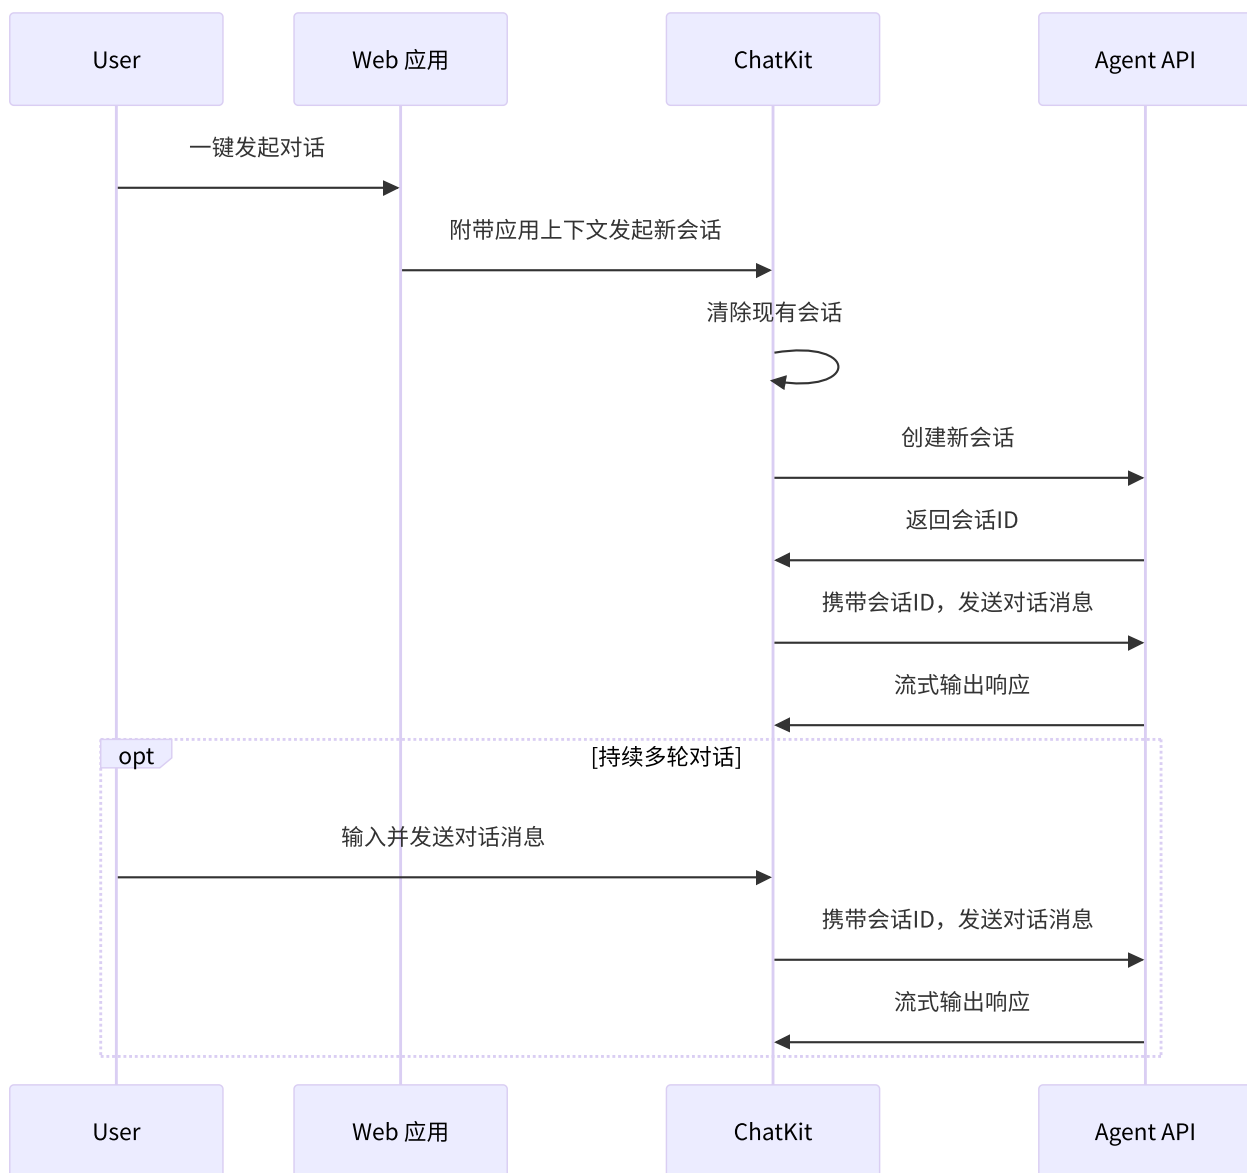 User
Web 应用
ChatKit
Agent API
一键发起对话
附带应用上下文发起新会话
清除现有会话
创建新会话
返回会话ID
携带会话ID，发送对话消息
流式输出响应
opt
[持续多轮对话]
输入并发送对话消息
携带会话ID，发送对话消息
流式输出响应
User
Web 应用
ChatKit
Agent API